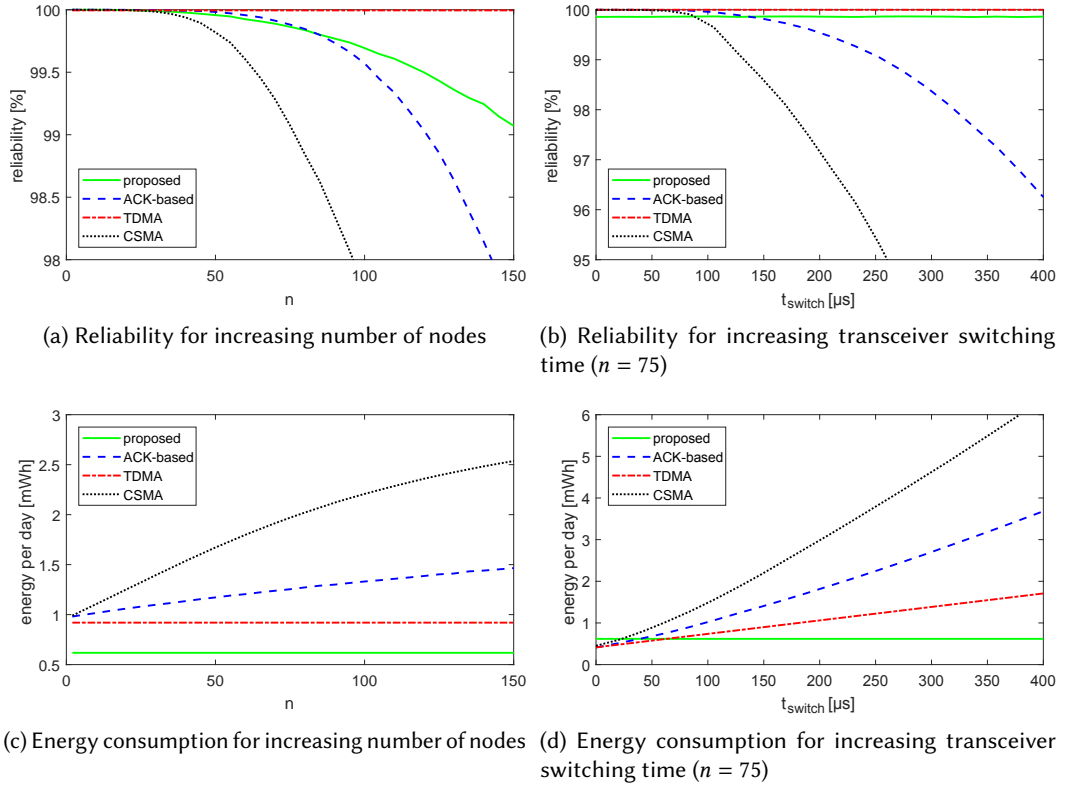 100
99.5
99
98.5
98
reliability [%]
proposed
ACK-based
TDMA
CSMA
50
100
150
n
(a) Reliability for increasing number of nodes
100
99
98
97
96
95
reliability [%]
proposed
ACK-based
TDMA
CSMA
0 50 100 150 200 250 300 350 400
tswitch [µs]
(b) Reliability for increasing transceiver switching
time (n = 75)
3
2.5
2
1.5
1
0.5
energy per day [mWh]
proposed
ACK-based
TDMA
CSMA
50
100
150
n
(c) Energy consumption for increasing number of nodes
6
5
4
3
2
1
0
energy per day [mWh]
proposed
ACK-based
TDMA
CSMA
0 50 100 150 200 250 300 350 400
tswitch [µs]
(d) Energy consumption for increasing transceiver
switching time (n = 75)